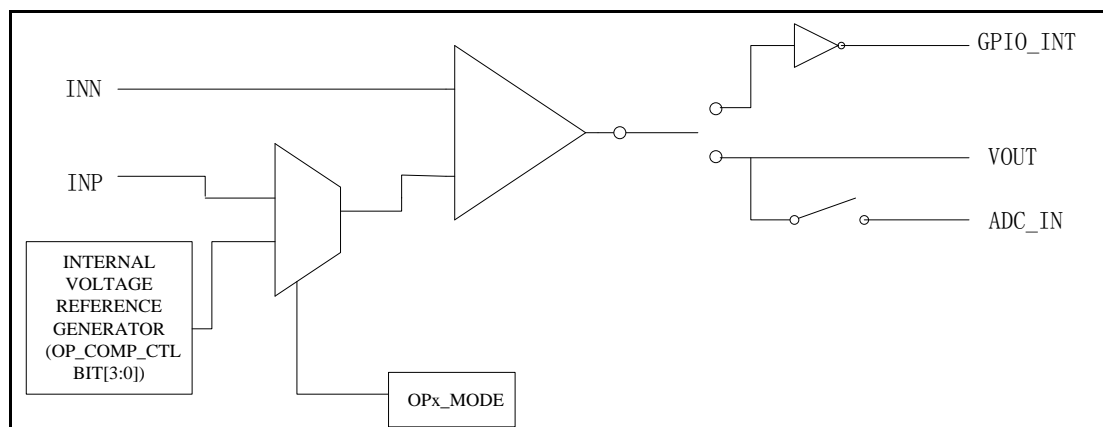 GPIO_INT
INN
VOUT
INP
ADC_IN
INTERNAL
VOLTAGE
REFERENCE
GENERATOR
(OP_COMP_CTL
BIT[3:0])
OPx_MODE